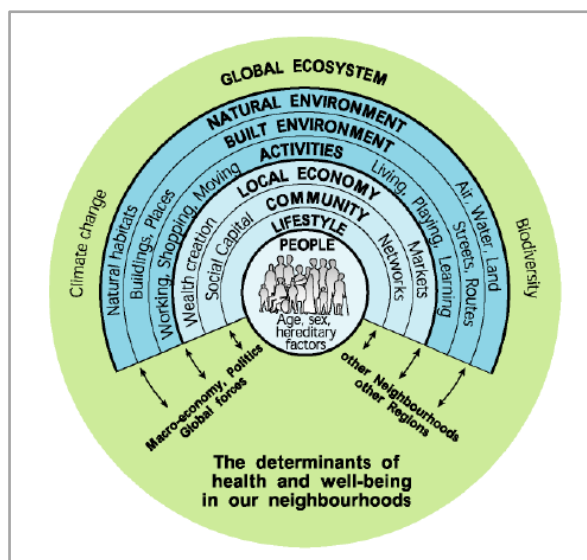 GLOBAL ECOSYSTEM
NATURAL ENVIRONMENT
BUILT ENVIRONMENT
ACTIVITIES
LOCAL ECONOMY
COMMUNITY
LIFESTYLE
PEOPLE
Age, sex,
hereditary
factors
Climate change
Natural habitats
Buildings, Places
Working, Shopping, Moving
Wealth creation
Social Capital
Networks
Markets
Living, Playing, Learning
Streets, Routes
Air, Water, Land
Biodiversity
Macro-economy, Politics
Global forces
other Neighbourhoods
other Regions
The determinants of
health and well-being
in our neighbourhoods